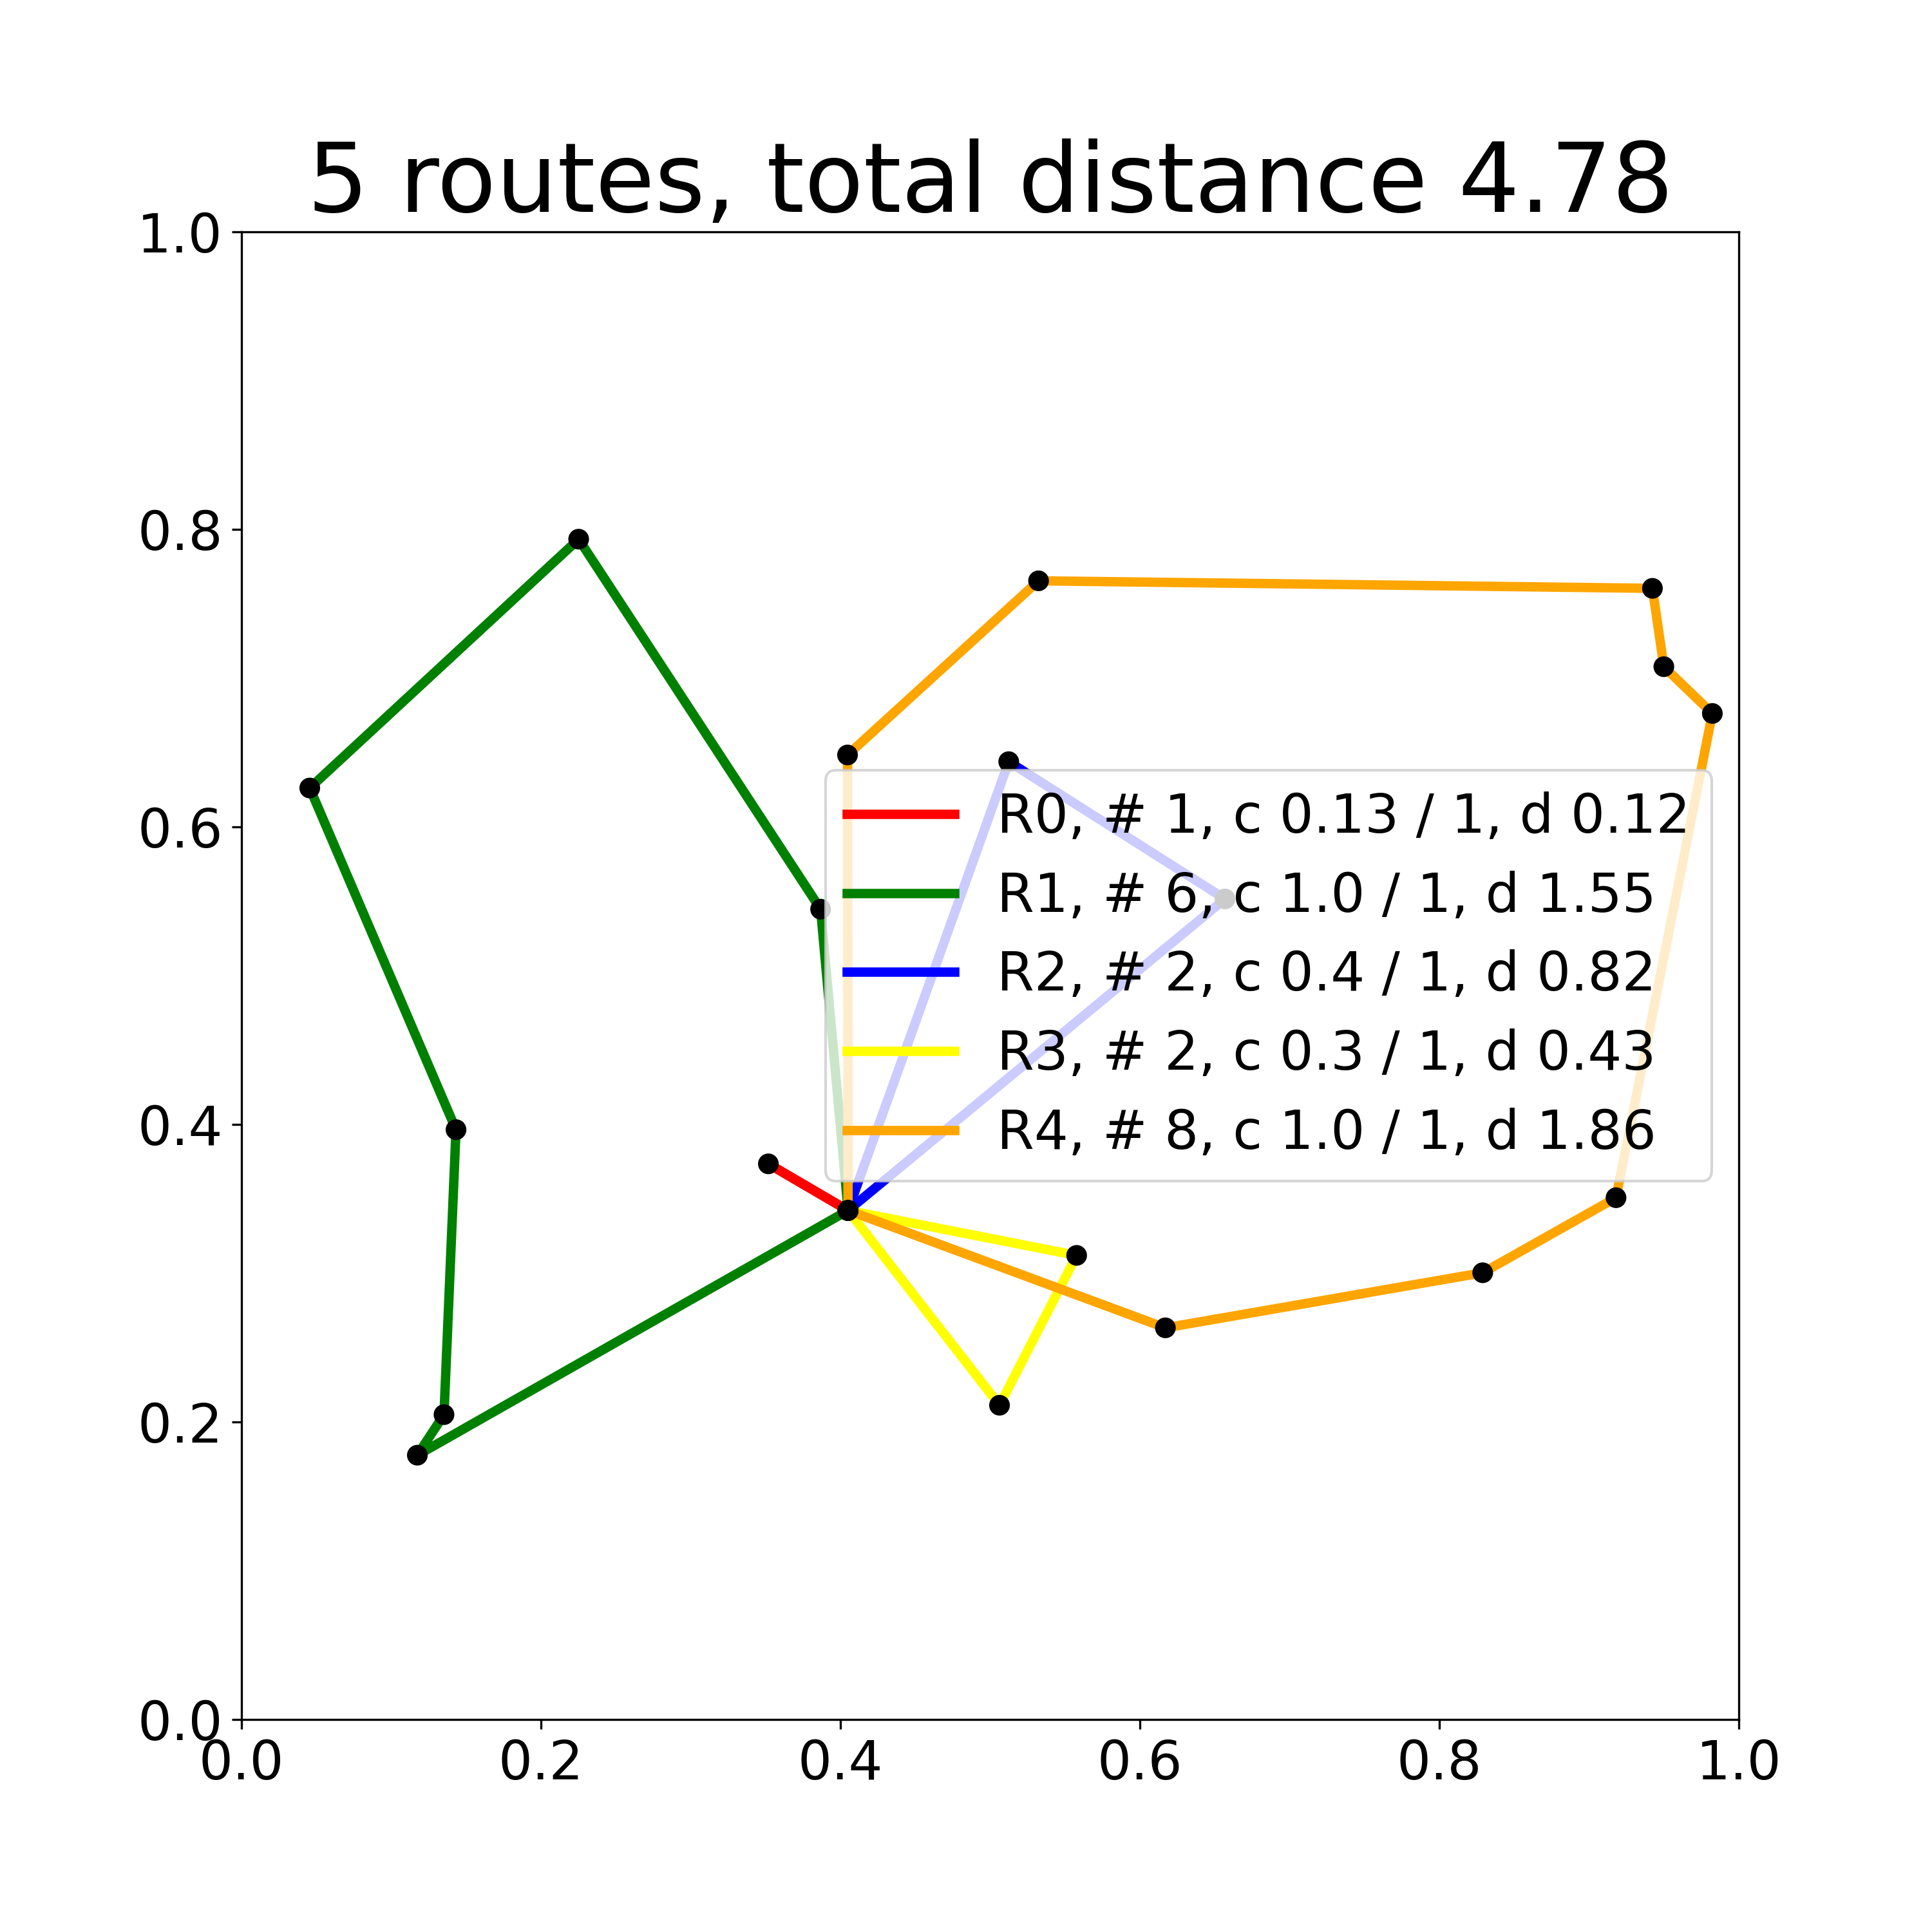 5 routes, total distance 4.78
1.0
0.8
0.6
0.4
0.2
0.0
R0, # 1, c 0.13 / 1, d 0.12
R1, # 6, c 1.0 / 1, d 1.55
R2, # 2, c 0.4 / 1, d 0.82
R3, # 2, c 0.3 / 1, d 0.43
R4, # 8, c 1.0 / 1, d 1.86
0.0 0.2 0.4 0.6 0.8 1.0